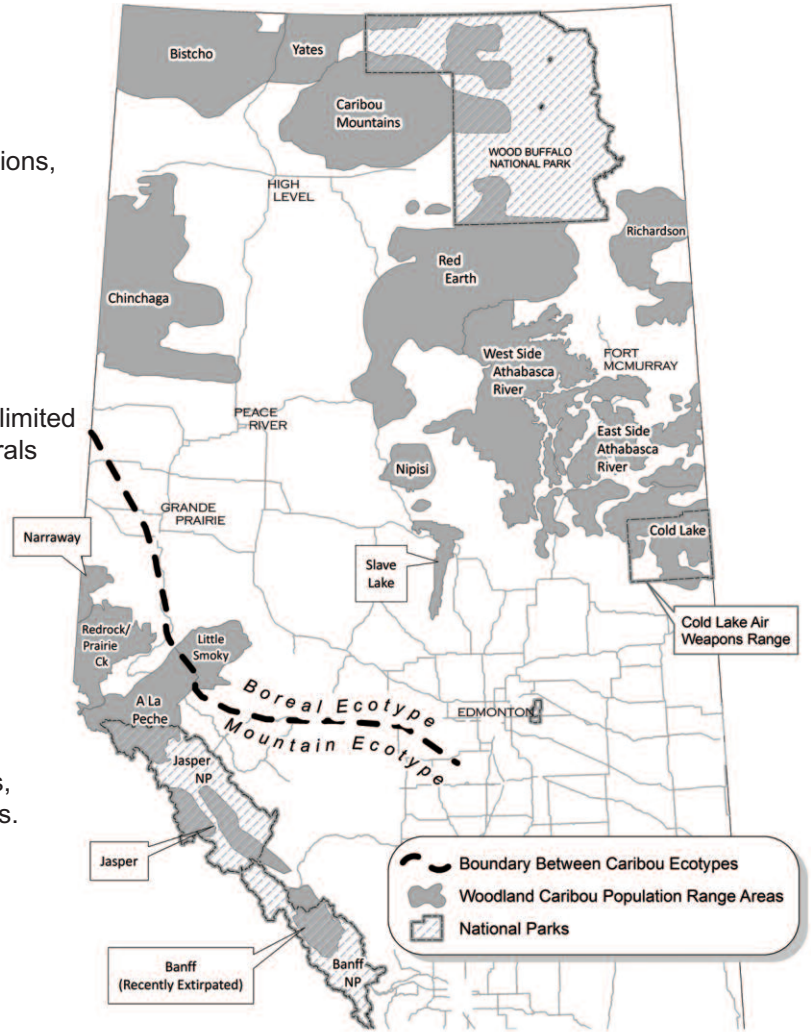 ions,
limited
rals
s,
s.
Bistcho
Yates
Caribou
Mountains
WOOD BUFFALO
NATIONAL PARK
HIGH
LEVEL
Richardson
Red
Earth
Chinchaga
West Side
Athabasca
River
FORT
MCMURRAY
PEACE
RIVER
East Side
Athabasca
River
Nipisi
GRANDE
PRAIRIE
Cold Lake
Narraway
Slave
Lake
Cold Lake Air
Weapons Range
Redrock/
Prairie
Ck
Little
Smoky
A La
Peche
Boreal Ecotype
Mountain Ecotype
EDMONTON
Jasper
NP
Jasper
Banff
(Recently Extirpated)
Banff
NP
Boundary Between Caribou Ecotypes
Woodland Caribou Population Range Areas
National Parks